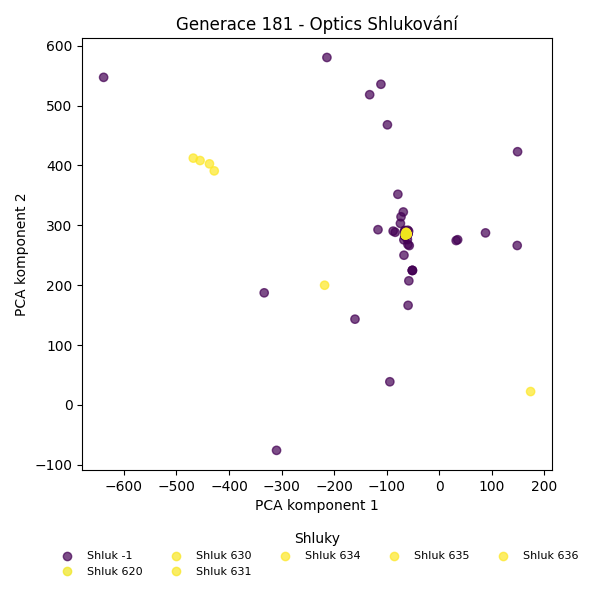 Generace 181 - Optics Shlukování
600
500
400
300
200
100
0
−100
PCA komponent 2
−600 −500 −400 −300 −200 −100 0 100 200
PCA komponent 1
Shluky
Shluk -1 Shluk 630 Shluk 634 Shluk 635 Shluk 636
Shluk 620 Shluk 631